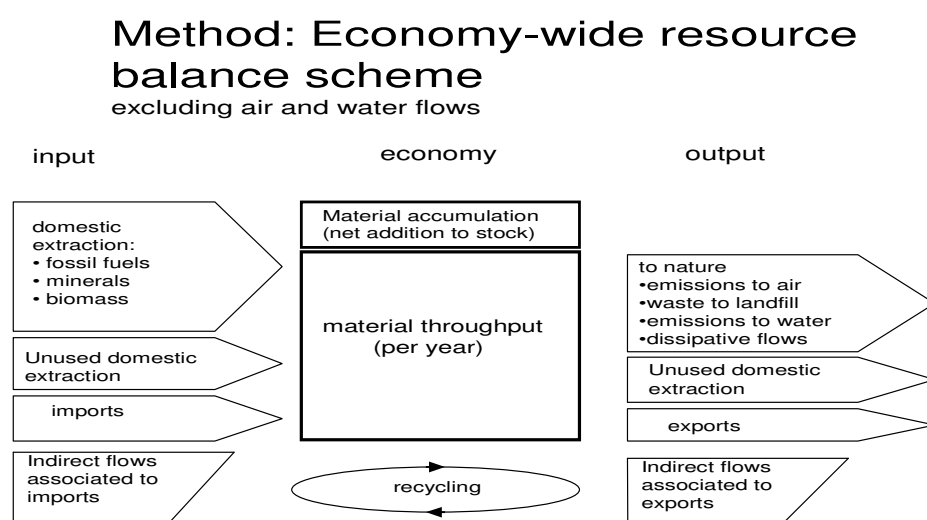 Method: Economy-wide resource
balance scheme
excluding air and water flows
input
economy
output
domestic
extraction:
• fossil fuels
• minerals
• biomass
Unused domestic
extraction
imports
Indirect flows
associated to
imports
Material accumulation
(net addition to stock)
material throughput
(per year)
recycling
to nature
•emissions to air
•waste to landfill
•emissions to water
•dissipative flows
Unused domestic
extraction
exports
Indirect flows
associated to
exports